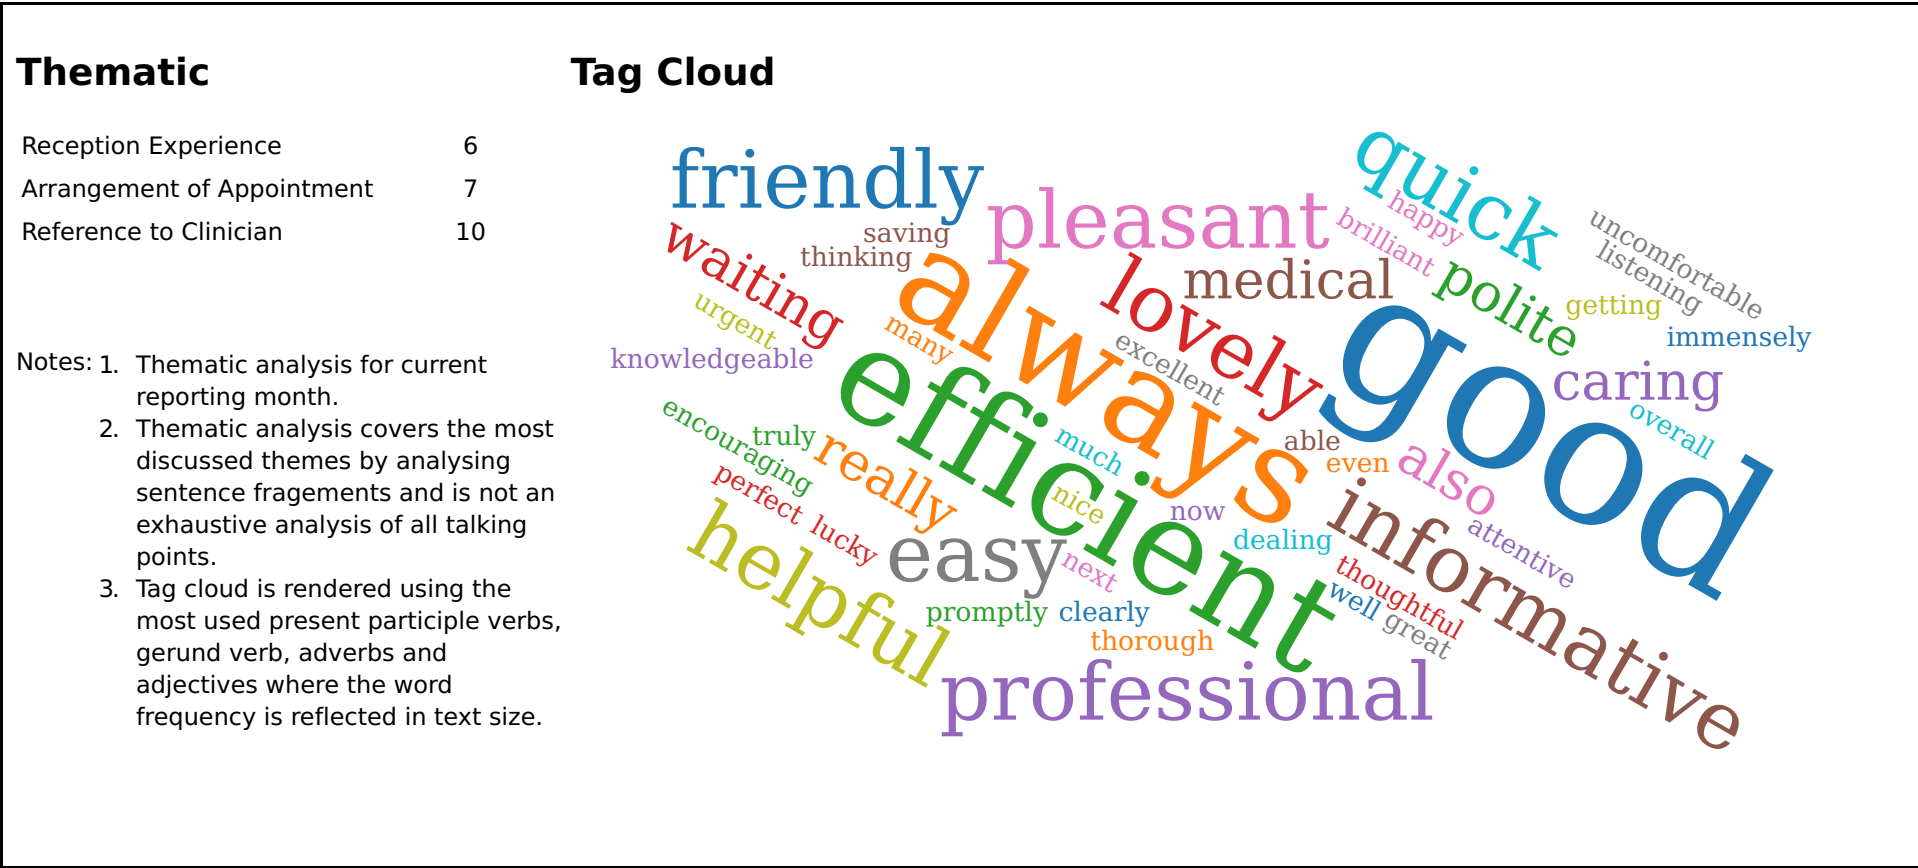 Thematic
Reception Experience 6
Arrangement of Appointment 7
Reference to Clinician 10
Notes: 1. Thematic analysis for current
reporting month.
2. Thematic analysis covers the most
discussed themes by analysing
sentence fragements and is not an
exhaustive analysis of all talking
points.
3. Tag cloud is rendered using the
most used present participle verbs,
gerund verb, adverbs and
adjectives where the word
frequency is reflected in text size.
Tag Cloud
friendly
quick
pleasant
happy
brilliant
uncomfortable
listening
waiting
saving
thinking
always
lovely
medical
polite
getting
immensely
urgent
many
knowledgeable
excellent
good
caring
overall
efficient
encouraging
truly
really
much
able
even
also
perfect
lucky
nice
now
informative
attentive
helpful
easy
next
dealing
thoughtful
well
great
promptly
clearly
thorough
professional